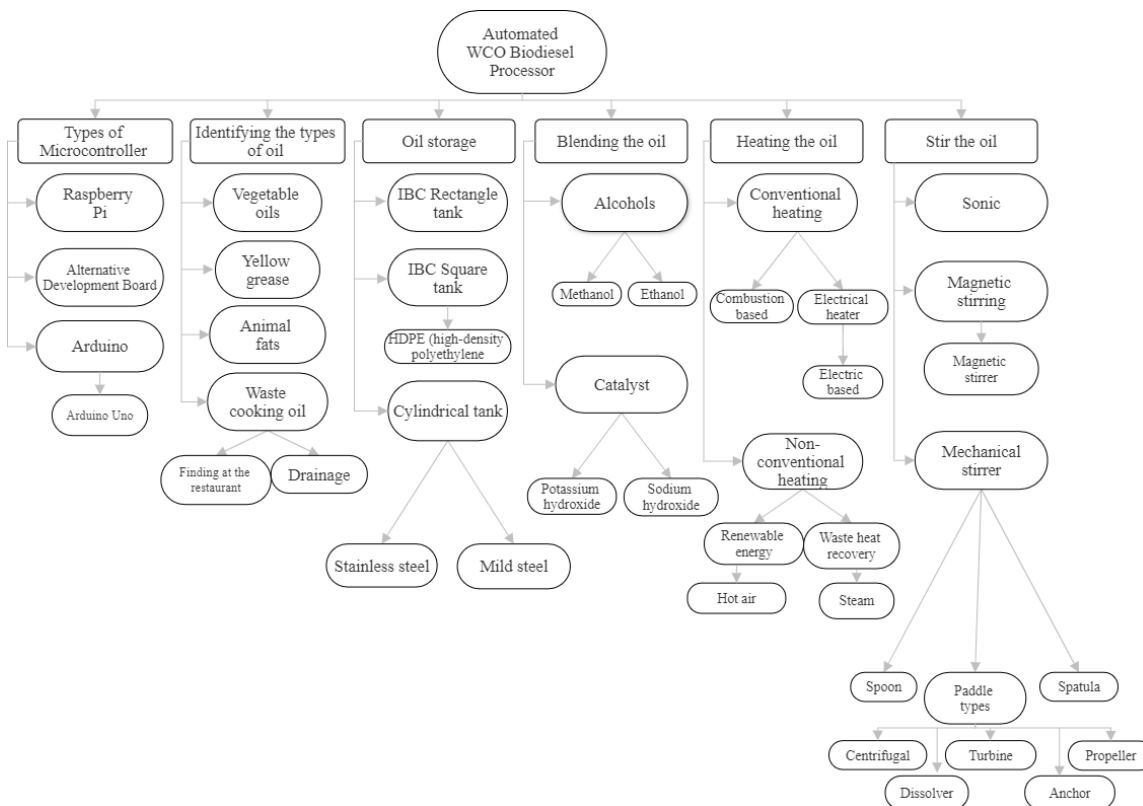 Automated
WCO Biodiesel
Processor
Types of
Microcontroller
Identifying the types
of oil
Oil storage
Blending the oil
Heating the oil
Stir the oil
Raspberry
Pi
Alternative
Development Board
Arduino
Arduino Uno
Vegetable
oils
Yellow
grease
Animal
fats
Waste
cooking oil
Finding at the
restaurant
Drainage
IBC Rectangle
tank
IBC Square
tank
HDPE (high-density
polyethylene
Cylindrical tank
Stainless steel
Mild steel
Alcohols
Methanol
Ethanol
Catalyst
Potassium
hydroxide
Sodium
hydroxide
Conventional
heating
Combustion
based
Electrical
heater
Electric
based
Non-
conventional
heating
Renewable
energy
Waste heat
recovery
Hot air
Steam
Sonic
Magnetic
stirring
Magnetic
stirrer
Mechanical
stirrer
Spoon
Paddle
types
Spatula
Centrifugal
Turbine
Propeller
Dissolver
Anchor